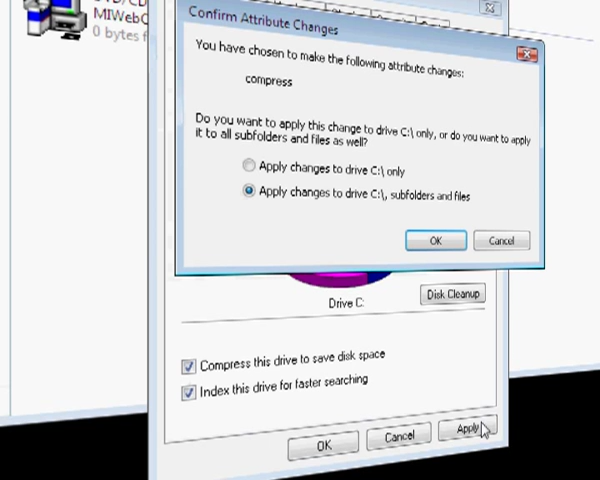 MIWebC
0 bytes f
Confirm Attribute Changes
You have chosen to make the following attribute changes:
compress
Do you want to apply this change to drive C:\ only, or do you want to apply
it to all subfolders and files as well?
Apply changes to drive C:\ only
Apply changes to drive C:\, subfolders and files
OK
Cancel
Drive C:
Disk Cleanup
Compress this drive to save disk space
Index this drive for faster searching
OK
Cancel
Apply